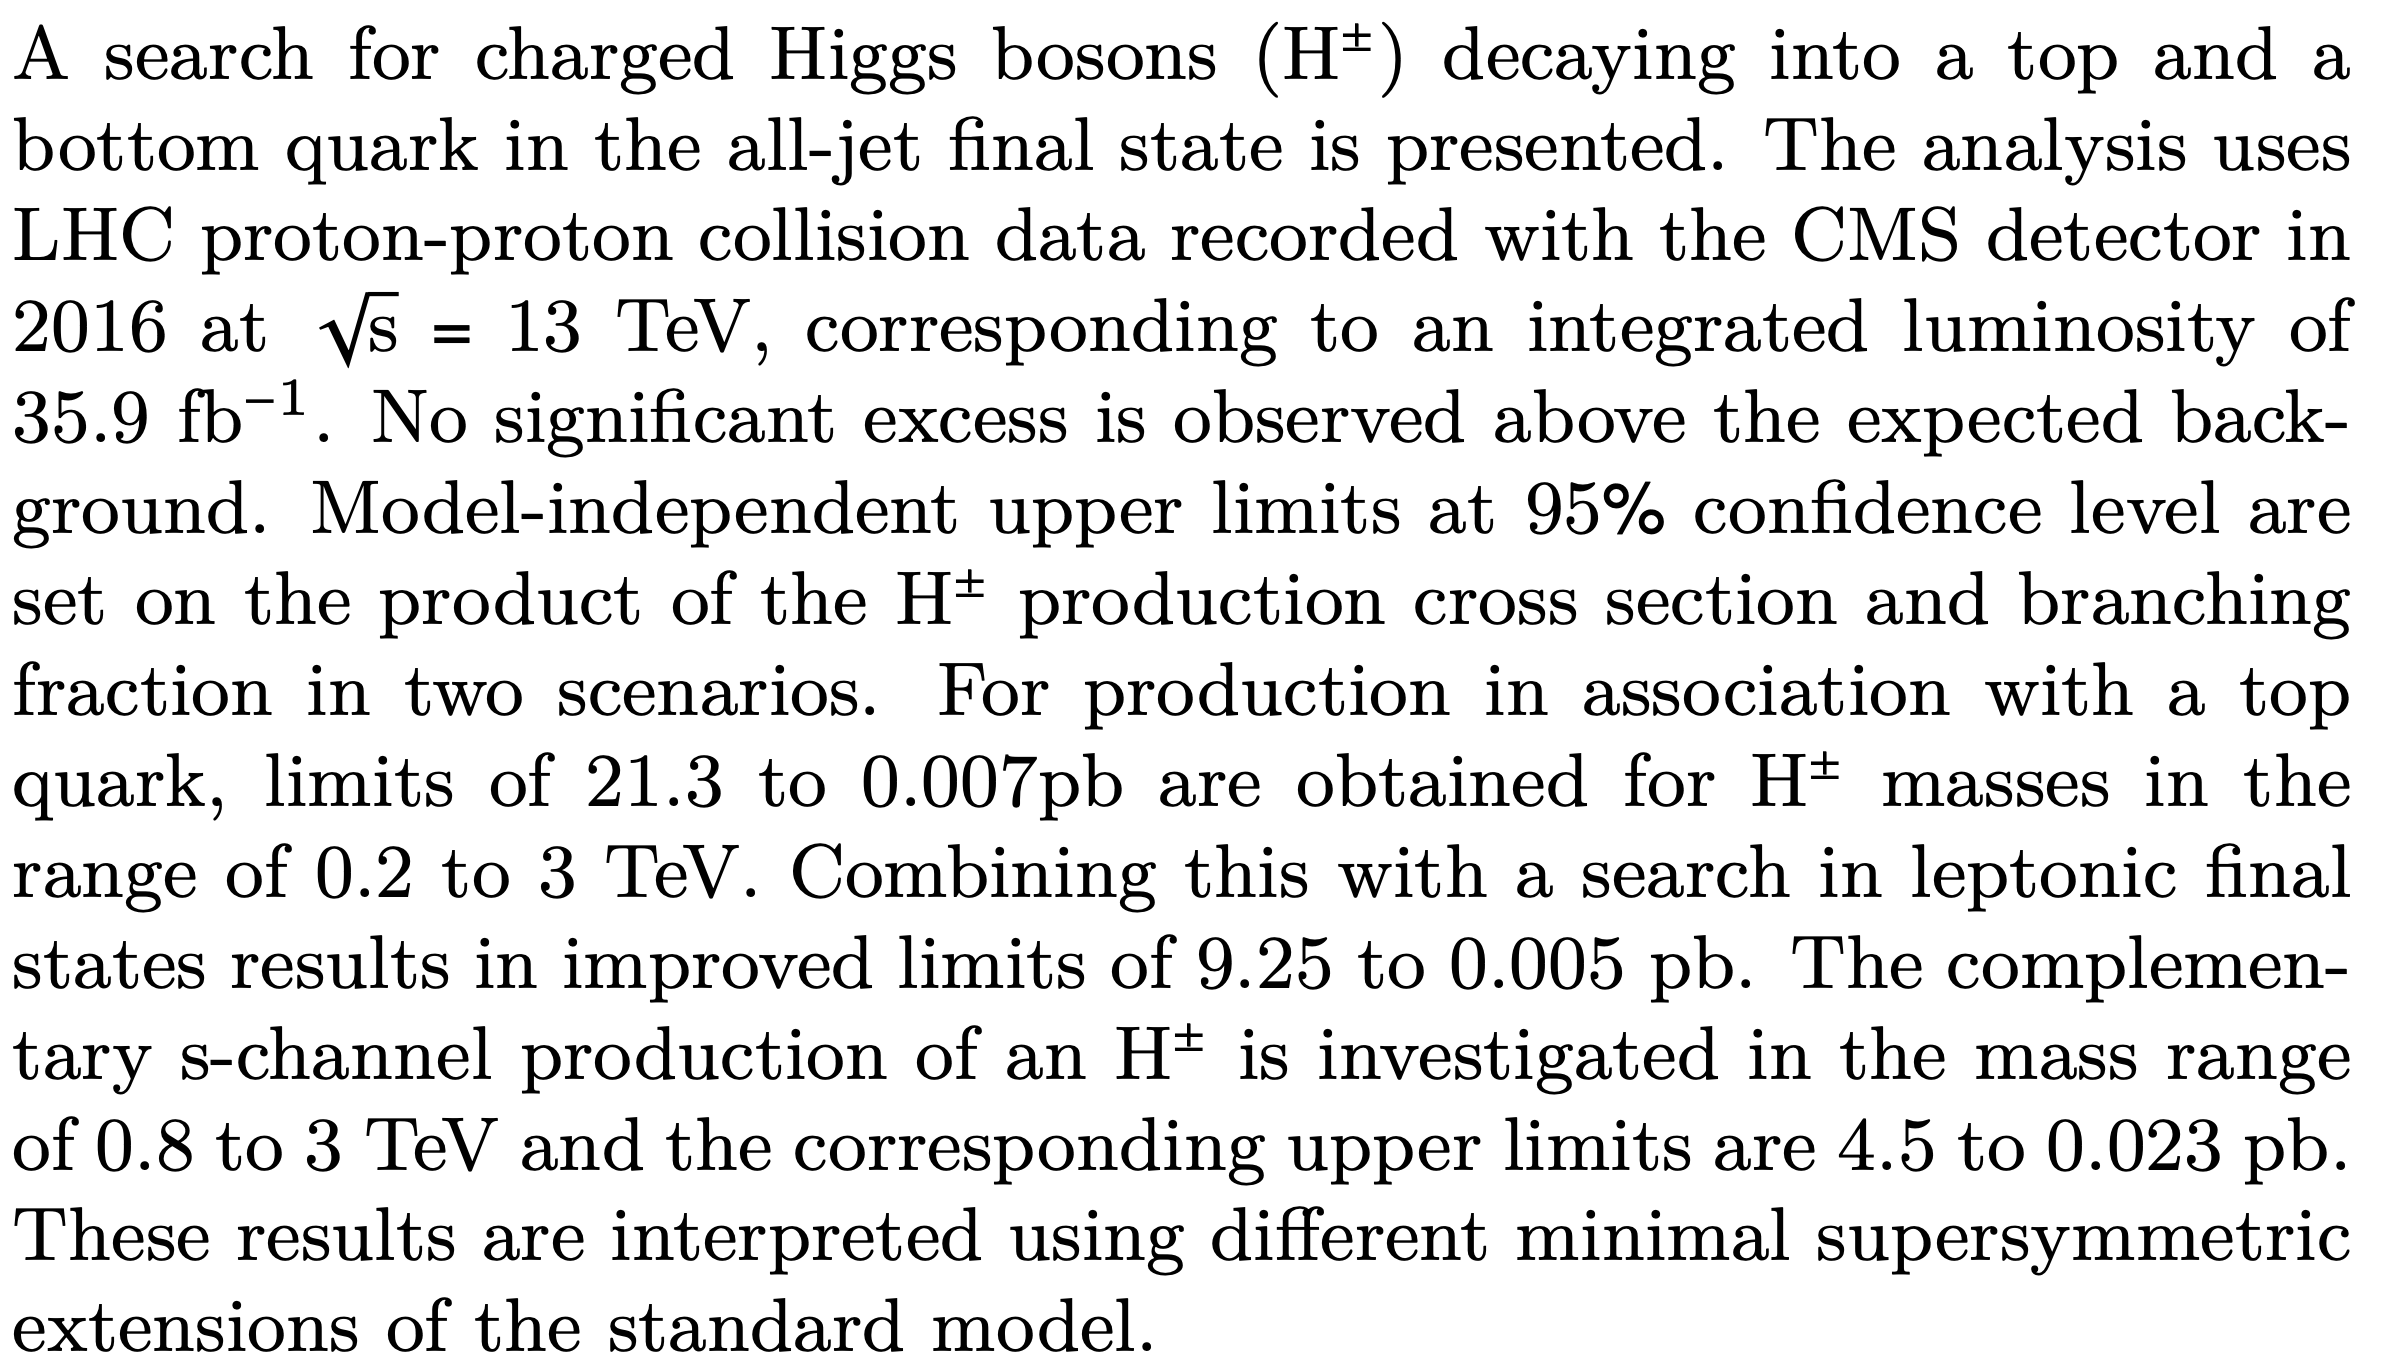 A search for charged Higgs bosons (H±) decaying into a top and a
bottom quark in the all-jet final state is presented. The analysis uses
LHC proton-proton collision data recorded with the CMS detector in
2016 at √s = 13 TeV, corresponding to an integrated luminosity of
35.9 fb⁻¹. No significant excess is observed above the expected back-
ground. Model-independent upper limits at 95% confidence level are
set on the product of the H± production cross section and branching
fraction in two scenarios. For production in association with a top
quark, limits of 21.3 to 0.007pb are obtained for H± masses in the
range of 0.2 to 3 TeV. Combining this with a search in leptonic final
states results in improved limits of 9.25 to 0.005 pb. The complemen-
tary s-channel production of an H± is investigated in the mass range
of 0.8 to 3 TeV and the corresponding upper limits are 4.5 to 0.023 pb.
These results are interpreted using different minimal supersymmetric
extensions of the standard model.